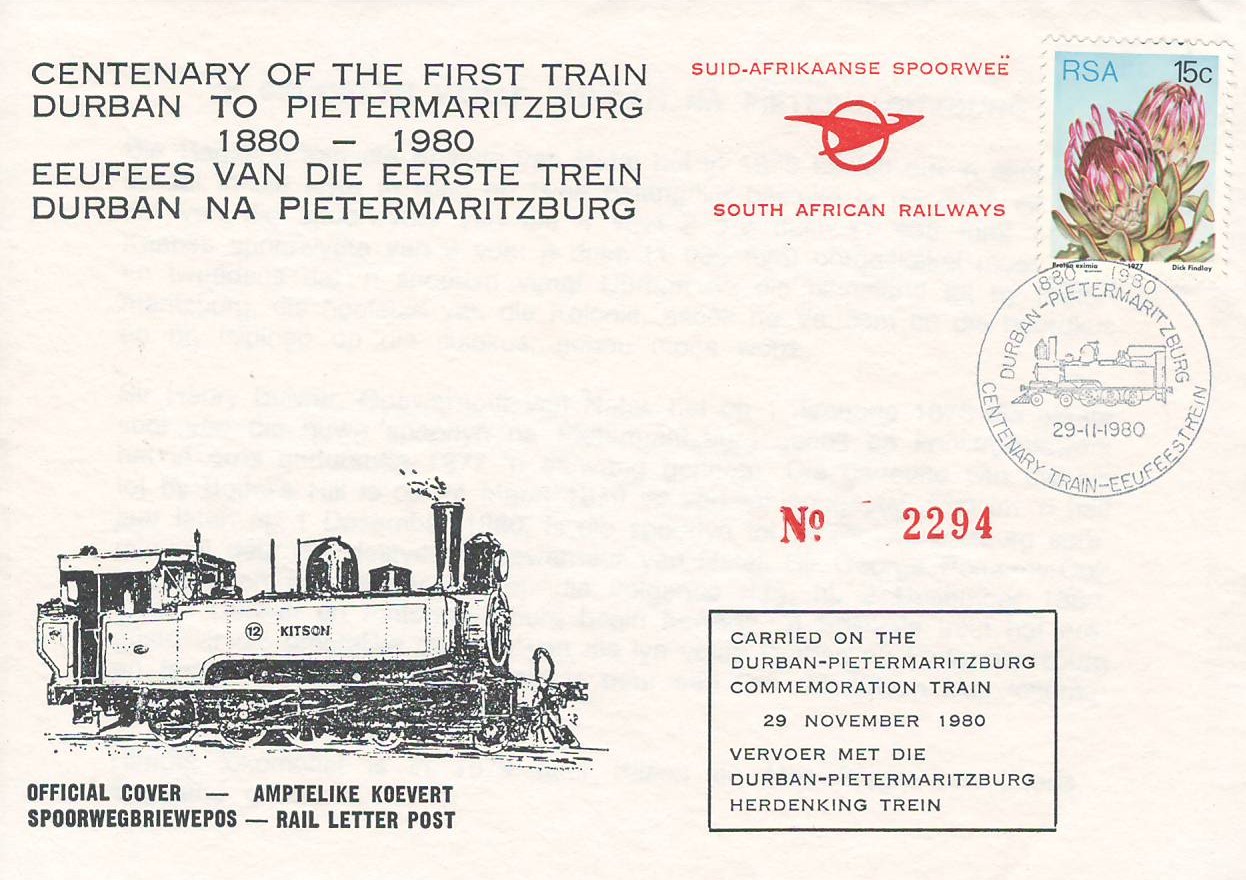 CENTENARY OF THE FIRST TRAIN
DURBAN TO PIETERMARITZBURG
1880 – 1980
EEUFEES VAN DIE EERSTE TREIN
DURBAN NA PIETERMARITZBURG
SUID-AFRIKAANSE SPOORWEË
SOUTH AFRICAN RAILWAYS
RSA 15c
Protea eximia 1977 Dick Findlay
1880 1980
DURBAN-PIETERMARITZBURG
29-11-1980
CENTENARY TRAIN-EEUFEESTREIN
No. 2294
12 KITSON
CARRIED ON THE
DURBAN-PIETERMARITZBURG
COMMEMORATION TRAIN
29 NOVEMBER 1980
VERVOER MET DIE
DURBAN-PIETERMARITZBURG
HERDENKING TREIN
OFFICIAL COVER — AMPTELIKE KOEVERT
SPOORWEGBRIEWEPOS — RAIL LETTER POST